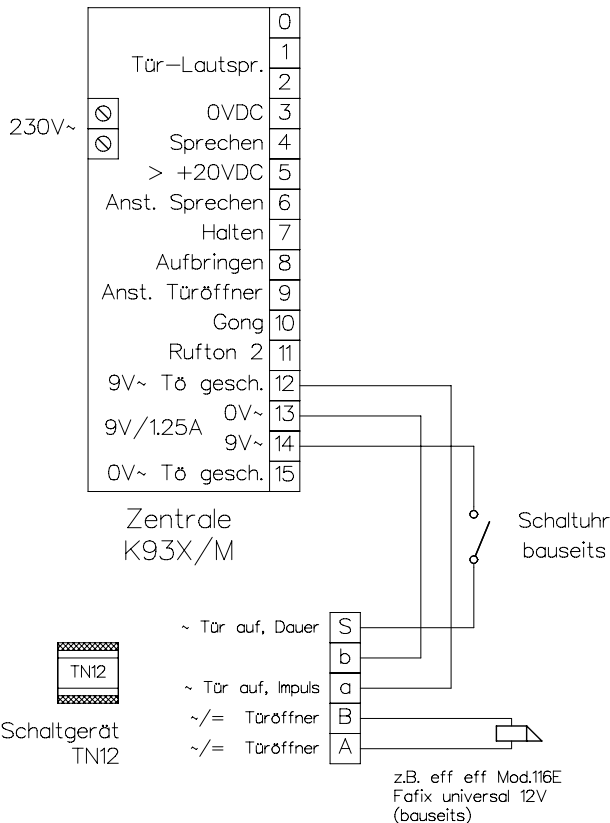 0
1
Tür-Lautspr.
2
230V~
0VDC 3
Sprechen 4
> +20VDC 5
Anst. Sprechen 6
Halten 7
Aufbringen 8
Anst. Türöffner 9
Gong 10
Rufton 2 11
9V~ Tö gesch. 12
9V/1.25A
0V~ 13
9V~ 14
0V~ Tö gesch. 15
Zentrale
K93X/M
Schaltuhr
bauseits
~ Tür auf, Dauer S
b
~ Tür auf, Impuls a
~/= Türöffner B
~/= Türöffner A
TN12
Schaltgerät
TN12
z.B. eff eff Mod.116E
Fafix universal 12V
(bauseits)